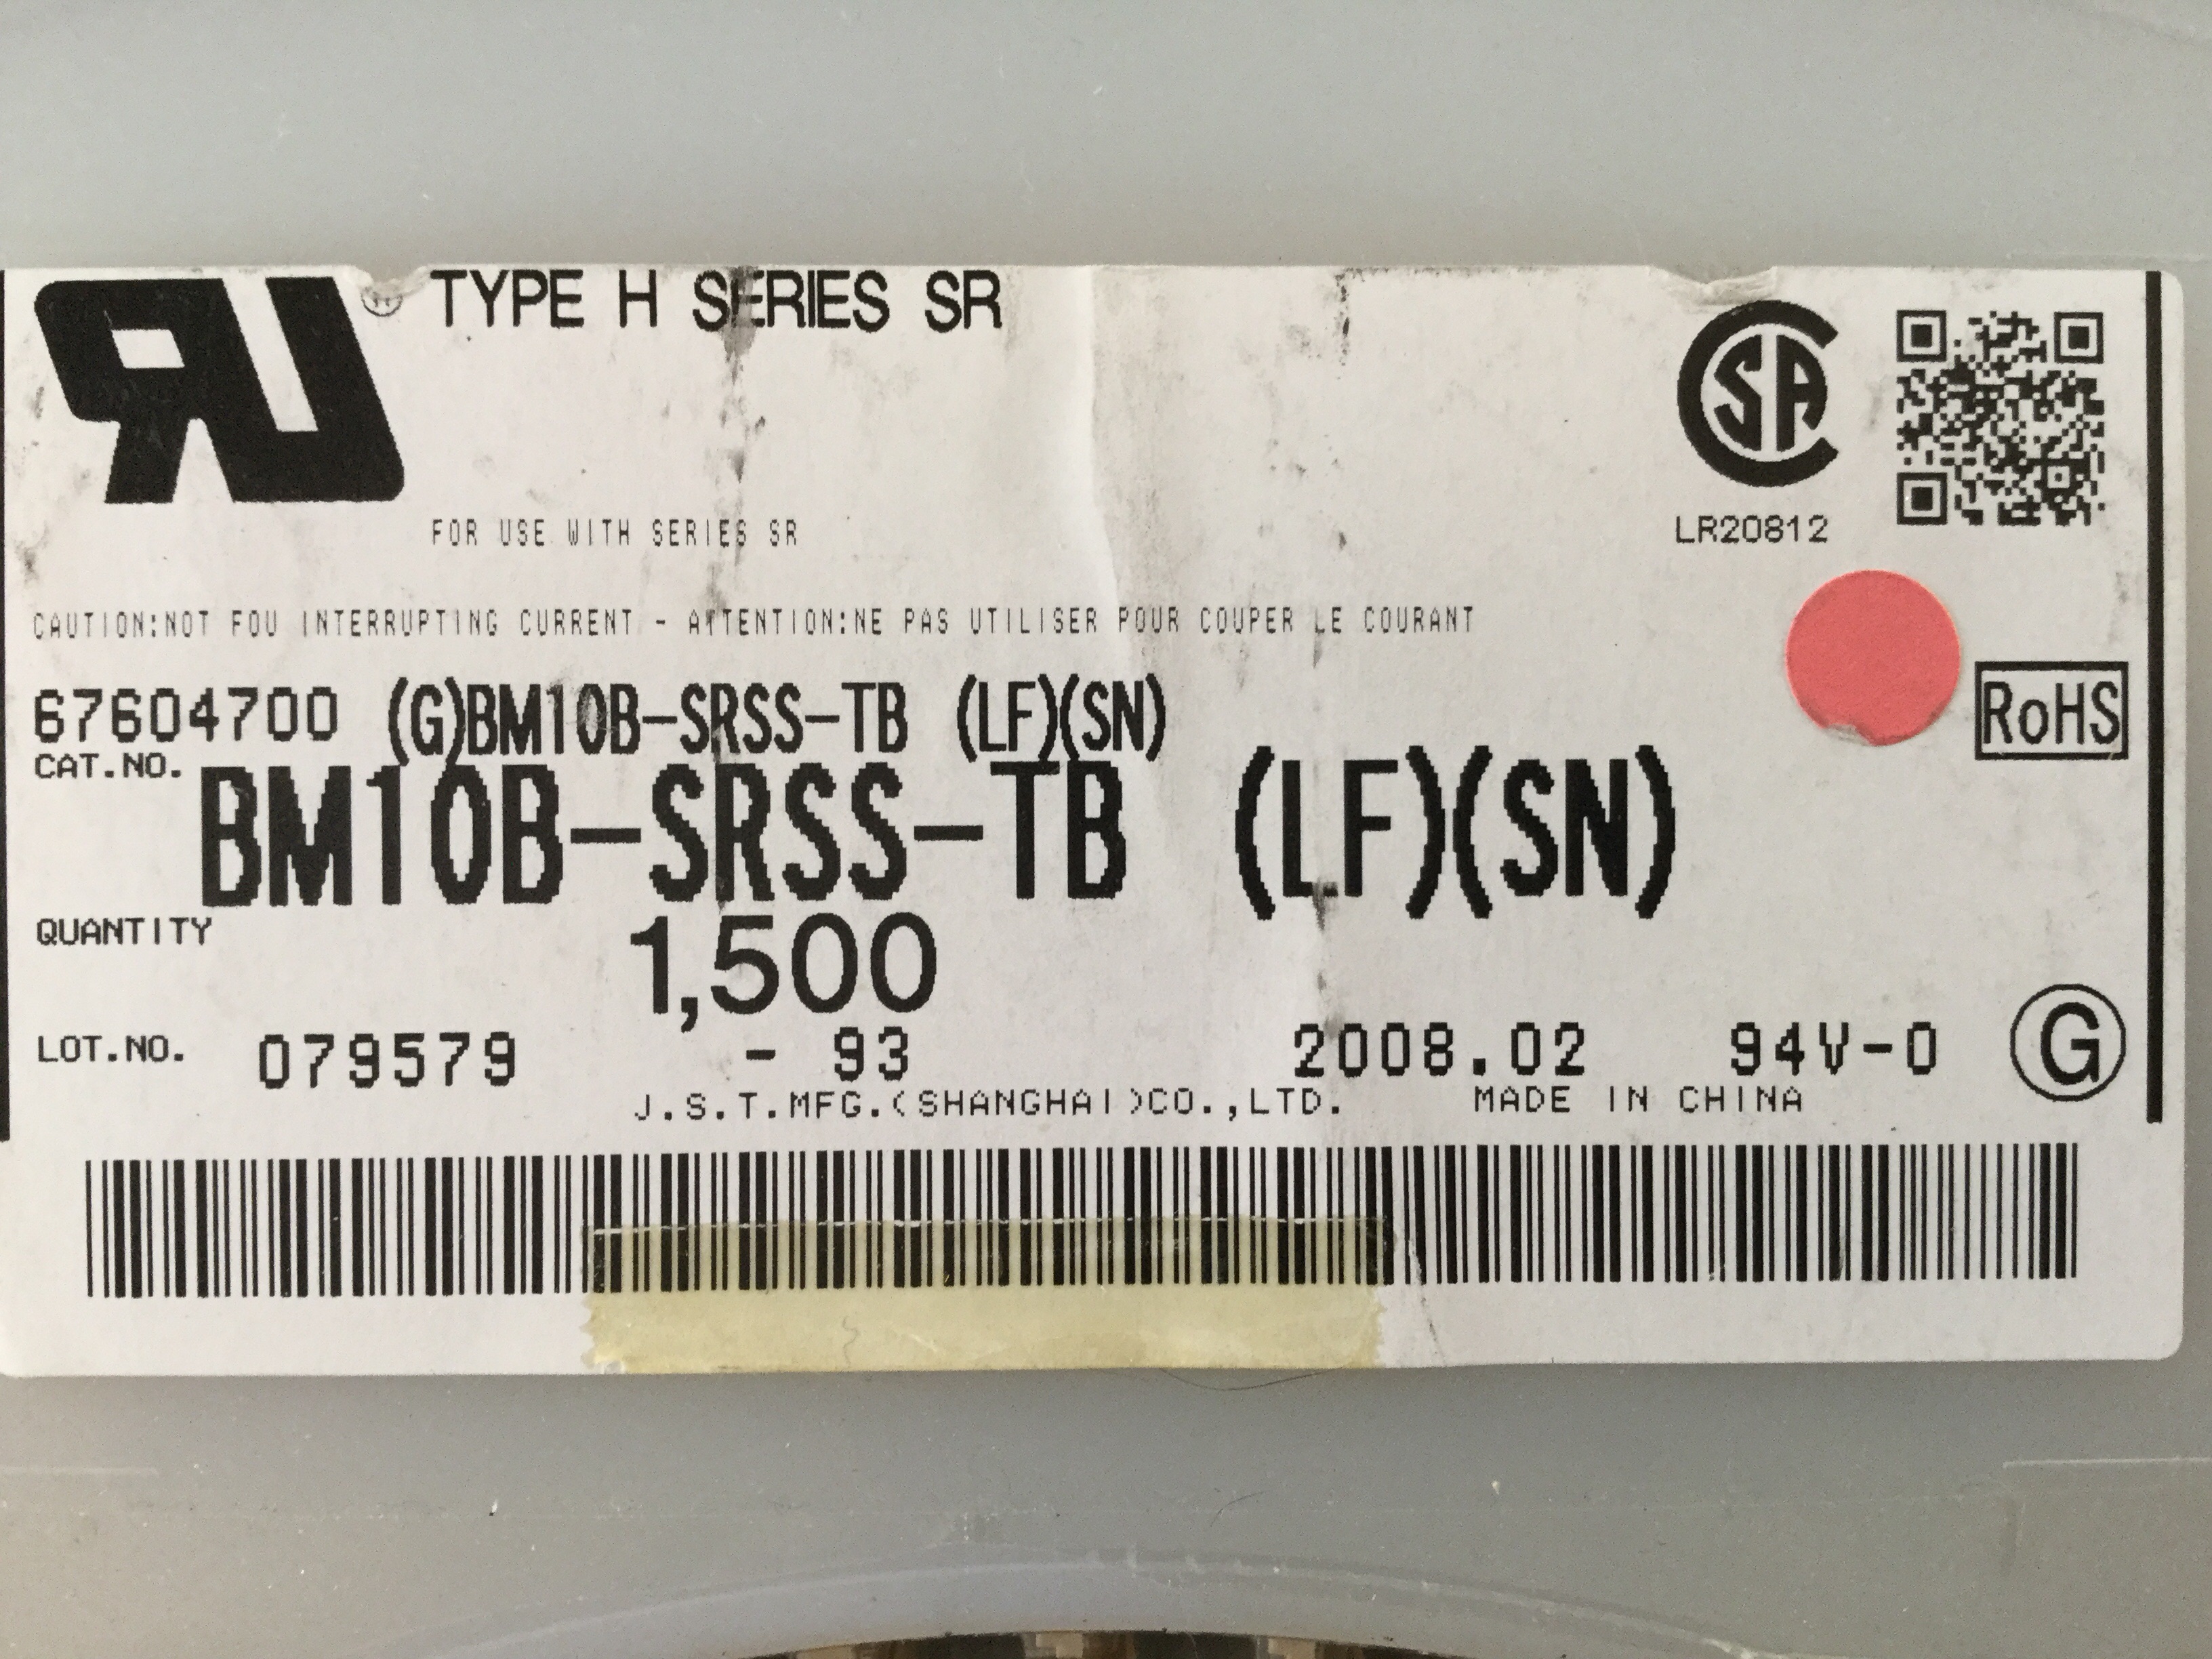 TYPE H SERIES SR
FOR USE WITH SERIES SR
CSA
LR20812
CAUTION:NOT FOU INTERRUPTING CURRENT - ATTENTION:NE PAS UTILISER POUR COUPER LE COURANT
67604700 (G)BM10B-SRSS-TB (LF)(SN)
RoHS
CAT.NO. BM10B-SRSS-TB (LF)(SN)
QUANTITY 1,500
LOT.NO. 079579 - 93 2008.02 94V-0 G
J.S.T.MFG.(SHANGHAI)CO.,LTD. MADE IN CHINA